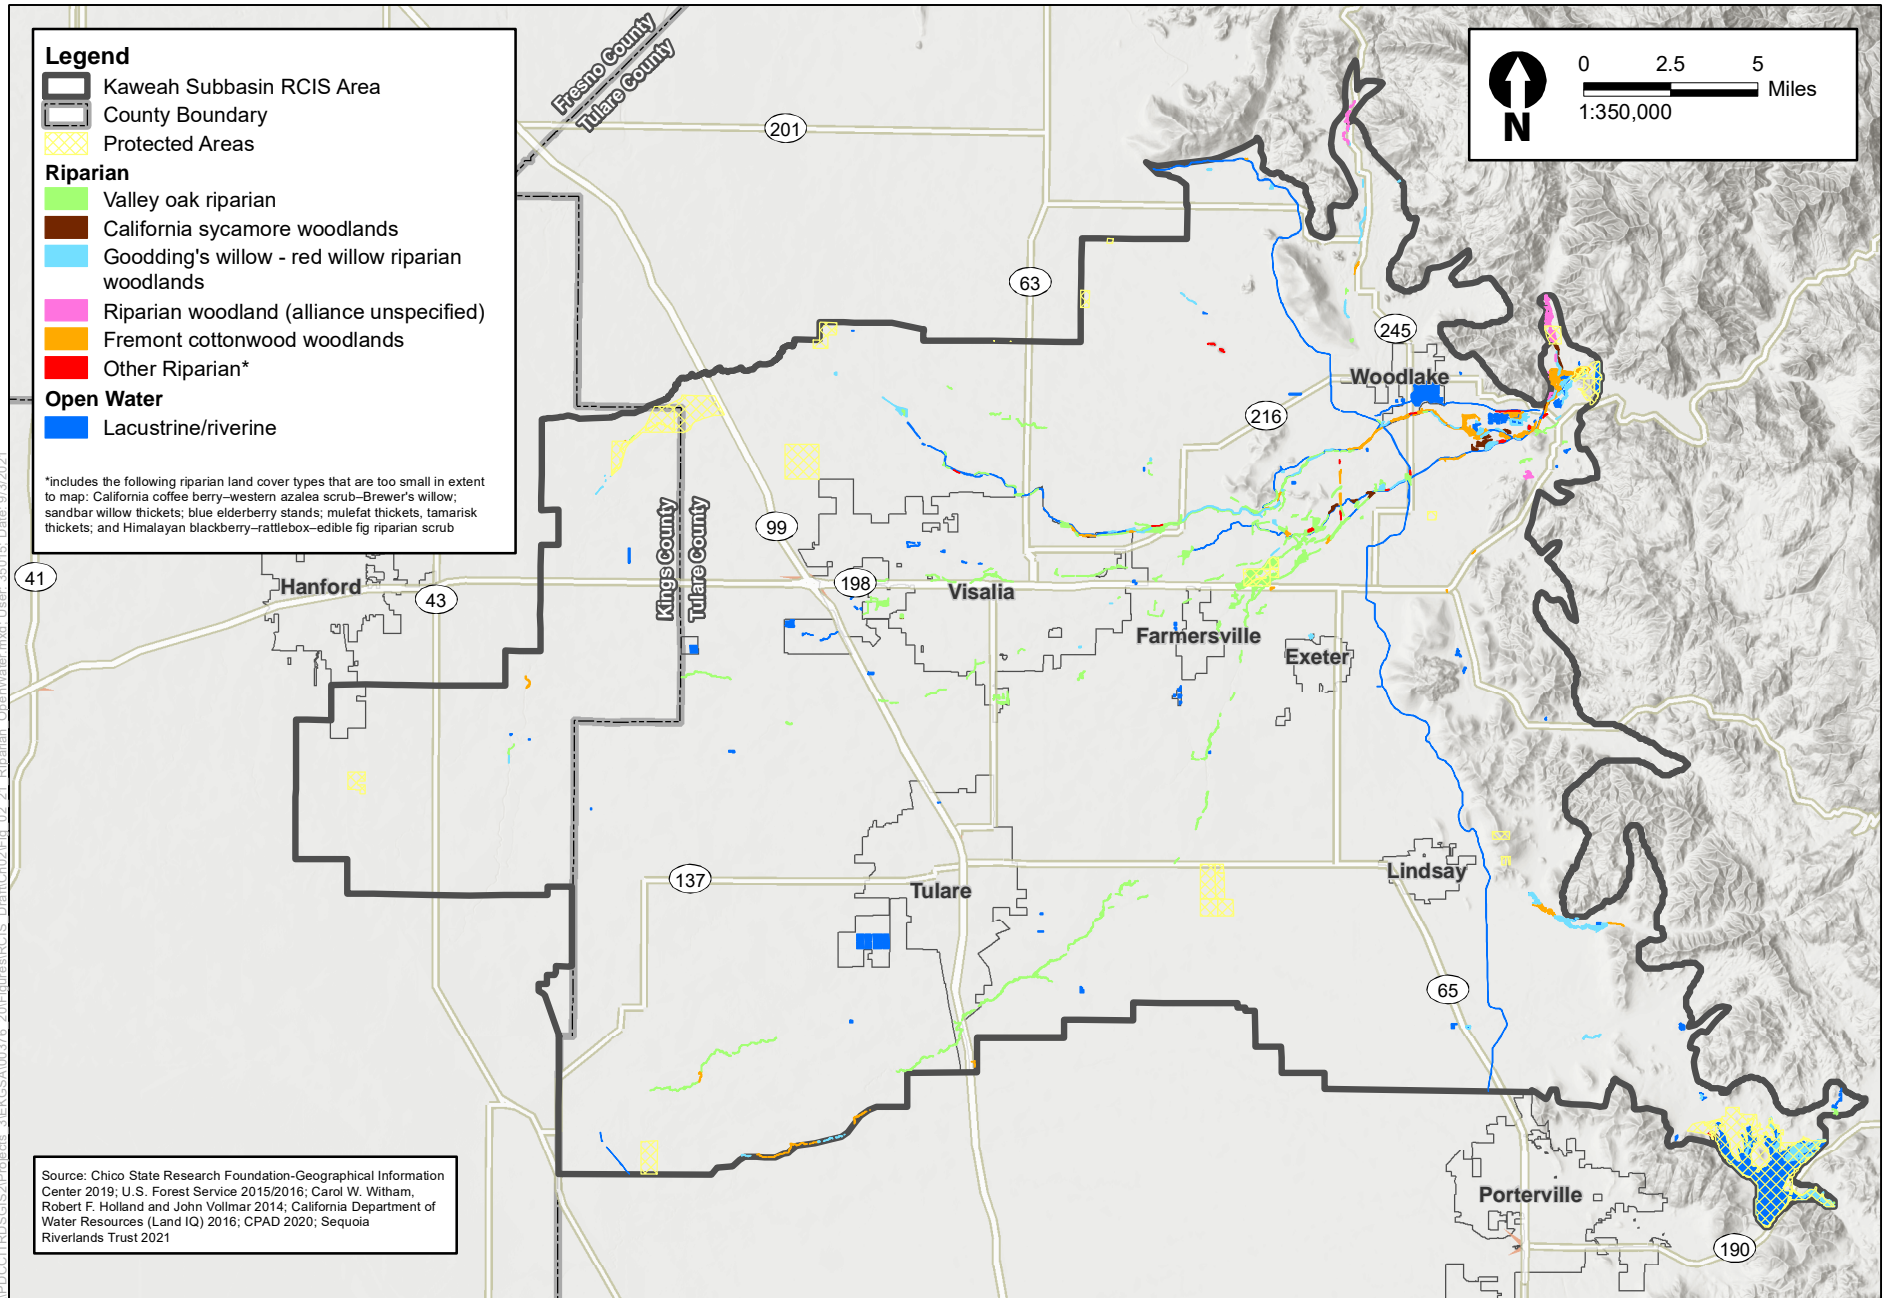 Legend
Kaweah Subbasin RCIS Area
County Boundary
Protected Areas
Riparian
Valley oak riparian
California sycamore woodlands
Goodding's willow - red willow riparian
woodlands
Riparian woodland (alliance unspecified)
Fremont cottonwood woodlands
Other Riparian*
Open Water
Lacustrine/riverine
*includes the following riparian land cover types that are too small in extent
to map: California coffee berry–western azalea scrub–Brewer's willow;
sandbar willow thickets; blue elderberry stands; mulefat thickets, tamarisk
thickets; and Himalayan blackberry–rattlebox–edible fig riparian scrub
Fresno County
Tulare County
0 2.5 5
Miles
1:350,000
N
201
63
245
Woodlake
216
99
Kings County
Tulare County
41
Hanford
43
198
Visalia
Farmersville
Exeter
137
Tulare
Lindsay
65
Porterville
190
Source: Chico State Research Foundation-Geographical Information
Center 2019; U.S. Forest Service 2015/2016; Carol W. Witham,
Robert F. Holland and John Vollmar 2014; California Department of
Water Resources (Land IQ) 2016; CPAD 2020; Sequoia
Riverlands Trust 2021